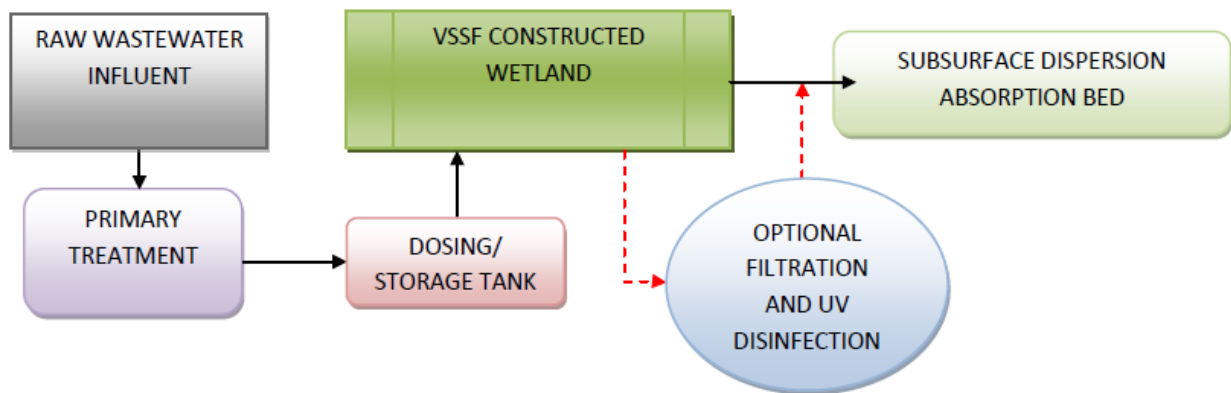 RAW WASTEWATER
INFLUENT
PRIMARY
TREATMENT
DOSING/
STORAGE TANK
VSSF CONSTRUCTED
WETLAND
OPTIONAL
FILTRATION
AND UV
DISINFECTION
SUBSURFACE DISPERSION
ABSORPTION BED